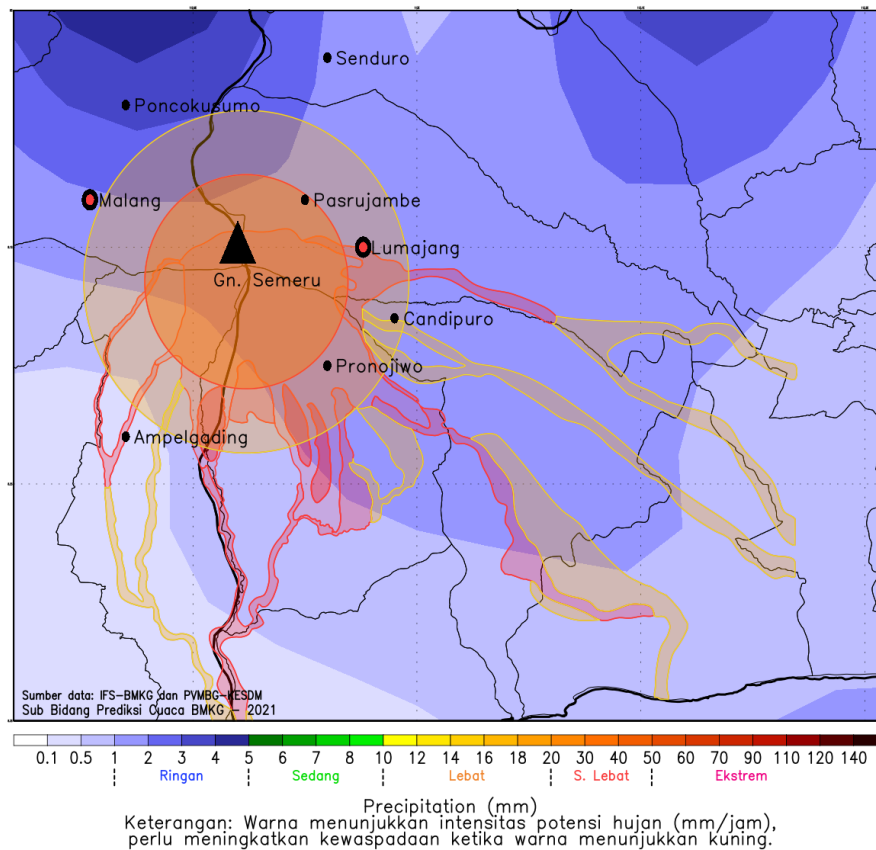 Senduro
Poncokusumo
Malang
Pasrujambe
Lumajang
Gn. Semeru
Candipuro
Pronojiwo
Ampelgading
Sumber data: IFS-BMKG dan PVMBG-KESDM
Sub Bidang Prediksi Cuaca BMKG - 2021
0.1 0.5 1 2 3 4 5 6 7 8 9 10 12 14 16 18 20 30 40 50 60 70 90 110 120 140
Ringan Sedang Lebat S. Lebat Ekstrem
Precipitation (mm)
Keterangan: Warna menunjukkan intensitas potensi hujan (mm/jam),
perlu meningkatkan kewaspadaan ketika warna menunjukkan kuning.